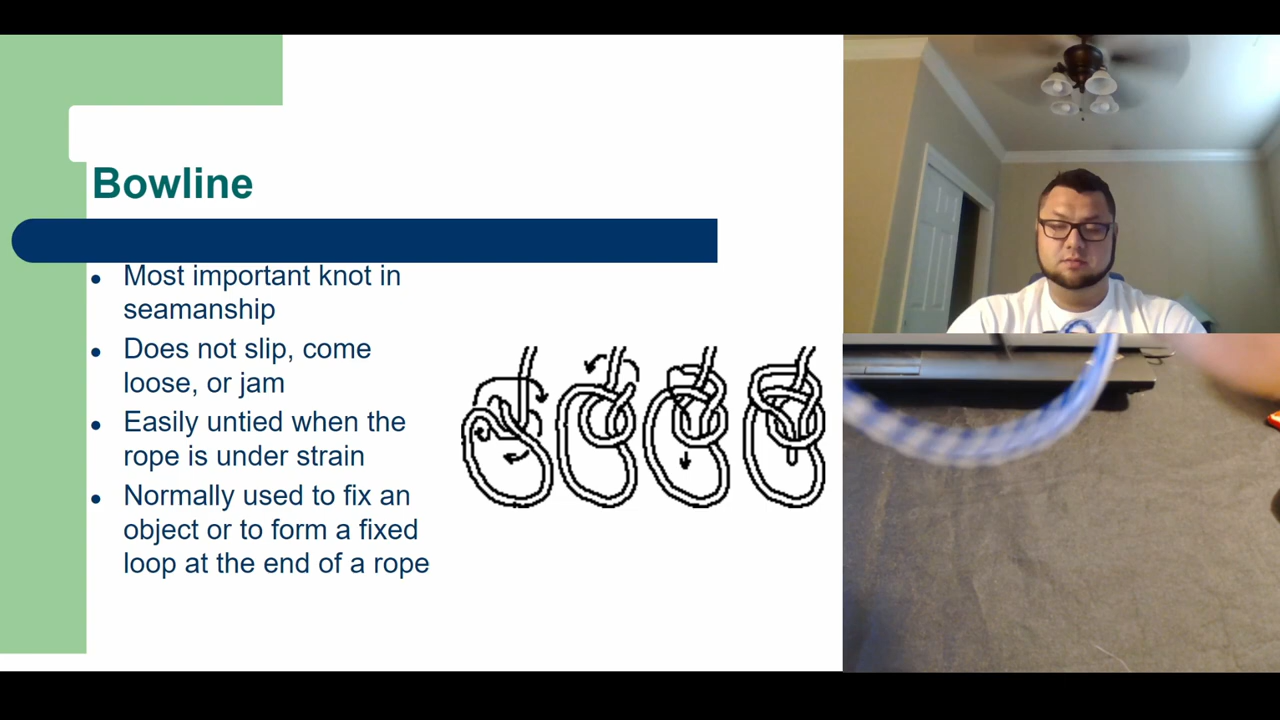 Bowline
Most important knot in
seamanship
Does not slip, come
loose, or jam
Easily untied when the
rope is under strain
Normally used to fix an
object or to form a fixed
loop at the end of a rope